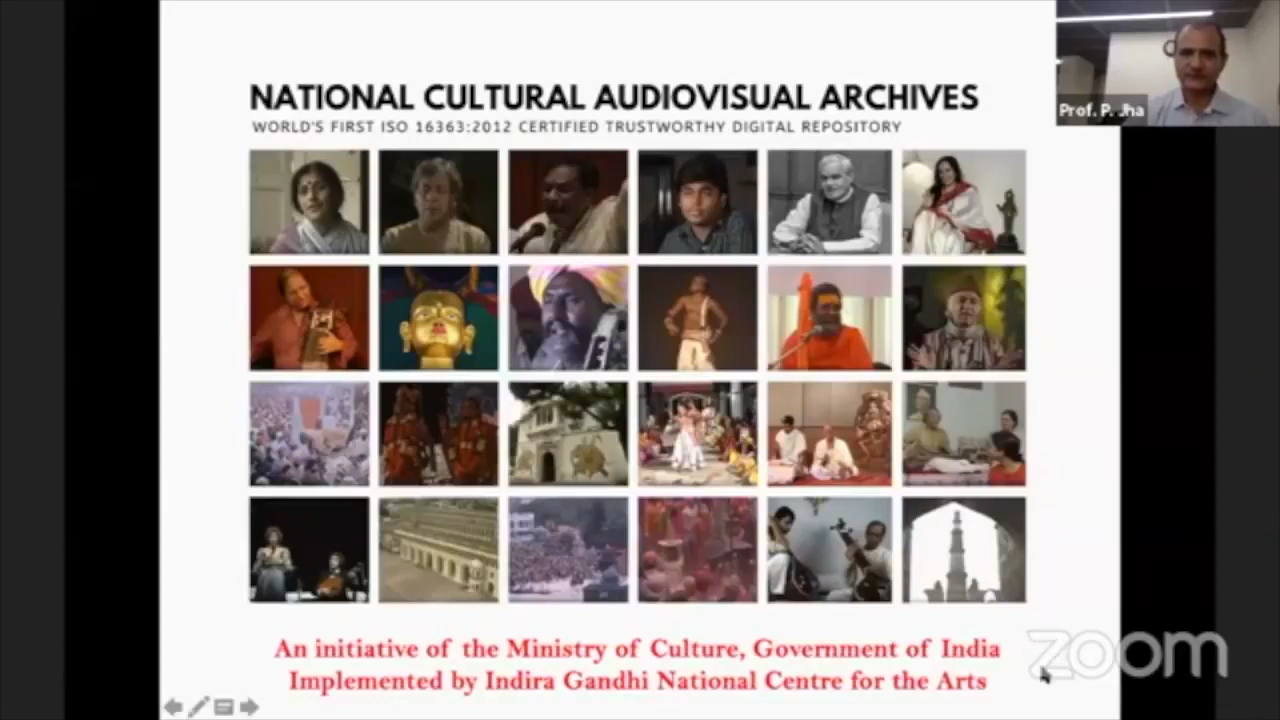 NATIONAL CULTURAL AUDIOVISUAL ARCHIVES
WORLD'S FIRST ISO 16363:2012 CERTIFIED TRUSTWORTHY DIGITAL REPOSITORY
Prof. P. Jha
An initiative of the Ministry of Culture, Government of India
Implemented by Indira Gandhi National Centre for the Arts
zoom